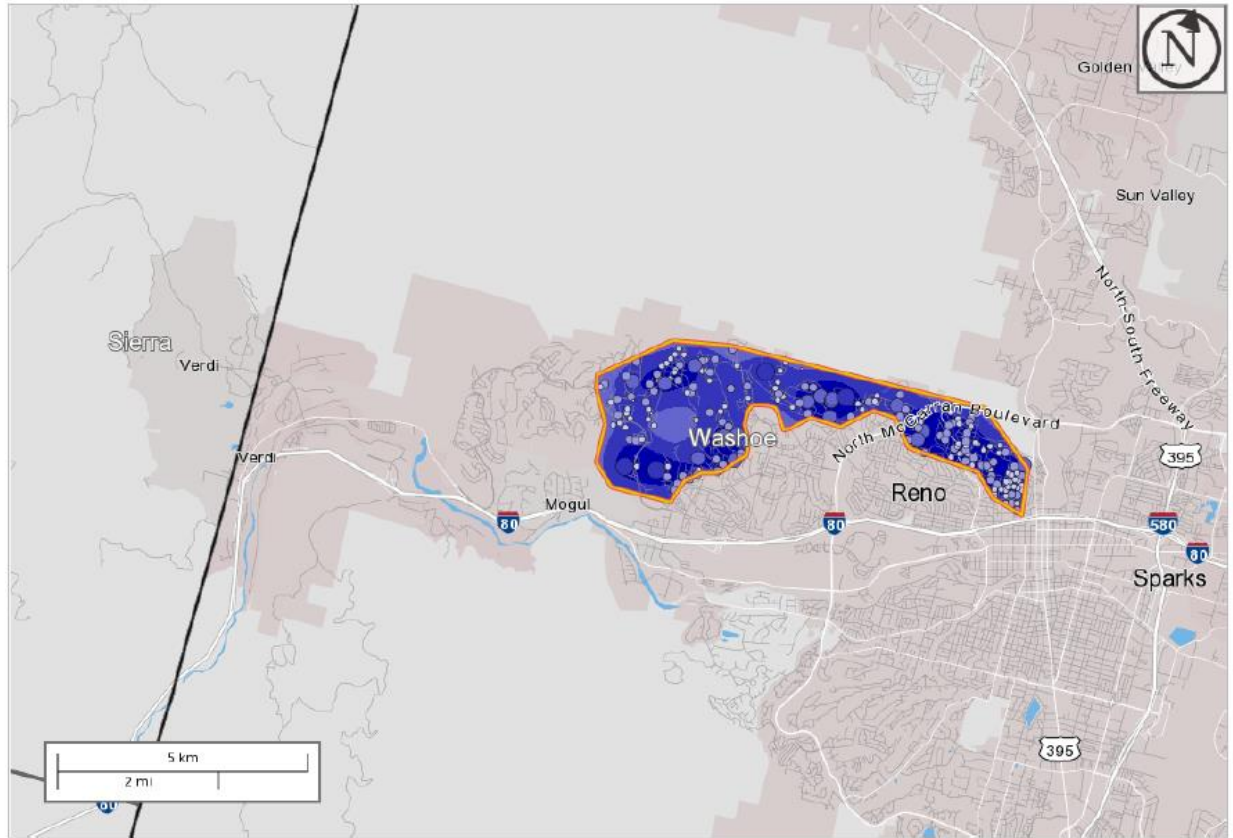 N
Golden Valley
Sun Valley
North-South Freeway
Sierra
Verdi
Washoe
North McCarran Boulevard
395
Verdi
Reno
Mogul
80
80
580
80
Sparks
395
5 km
2 mi
80